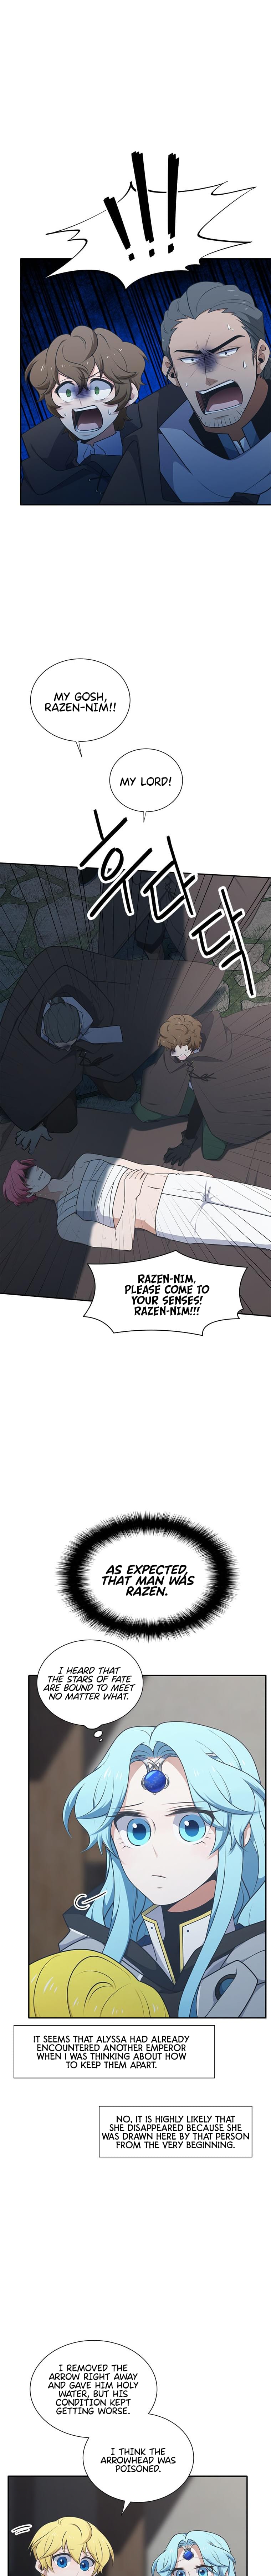 !!!
MY GOSH,
RAZEN-NIM!!
MY LORD!
후다닥
RAZEN-NIM,
PLEASE COME TO
YOUR SENSES!
RAZEN-NIM!!!
AS EXPECTED,
THAT MAN WAS
RAZEN.
I HEARD THAT
THE STARS OF FATE
ARE BOUND TO MEET
NO MATTER WHAT.
IT SEEMS THAT ALYSSA HAD ALREADY
ENCOUNTERED ANOTHER EMPEROR
WHEN I WAS THINKING ABOUT HOW
TO KEEP THEM APART.
NO. IT IS HIGHLY LIKELY THAT
SHE DISAPPEARED BECAUSE SHE
WAS DRAWN HERE BY THAT PERSON
FROM THE VERY BEGINNING.
I REMOVED THE
ARROW RIGHT AWAY
AND GAVE HIM HOLY
WATER, BUT HIS
CONDITION KEPT
GETTING WORSE.
I THINK THE
ARROWHEAD WAS
POISONED.